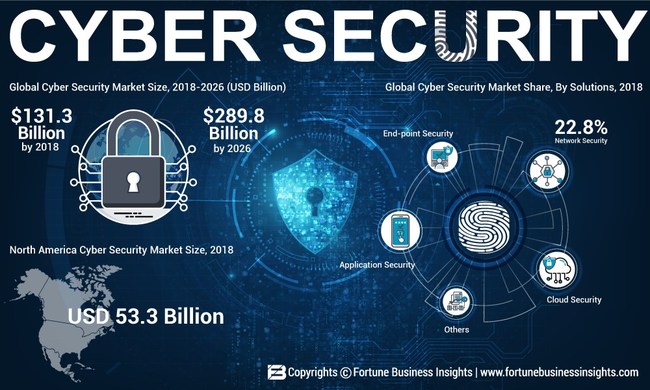 CYBER SECURITY
Global Cyber Security Market Size, 2018-2026 (USD Billion)
$131.3
Billion
by 2018
$289.8
Billion
by 2026
North America Cyber Security Market Size, 2018
USD 53.3 Billion
Global Cyber Security Market Share, By Solutions, 2018
End-point Security
22.8%
Network Security
Application Security
Cloud Security
Others
Copyrights © Fortune Business Insights | www.fortunebusinessinsights.com